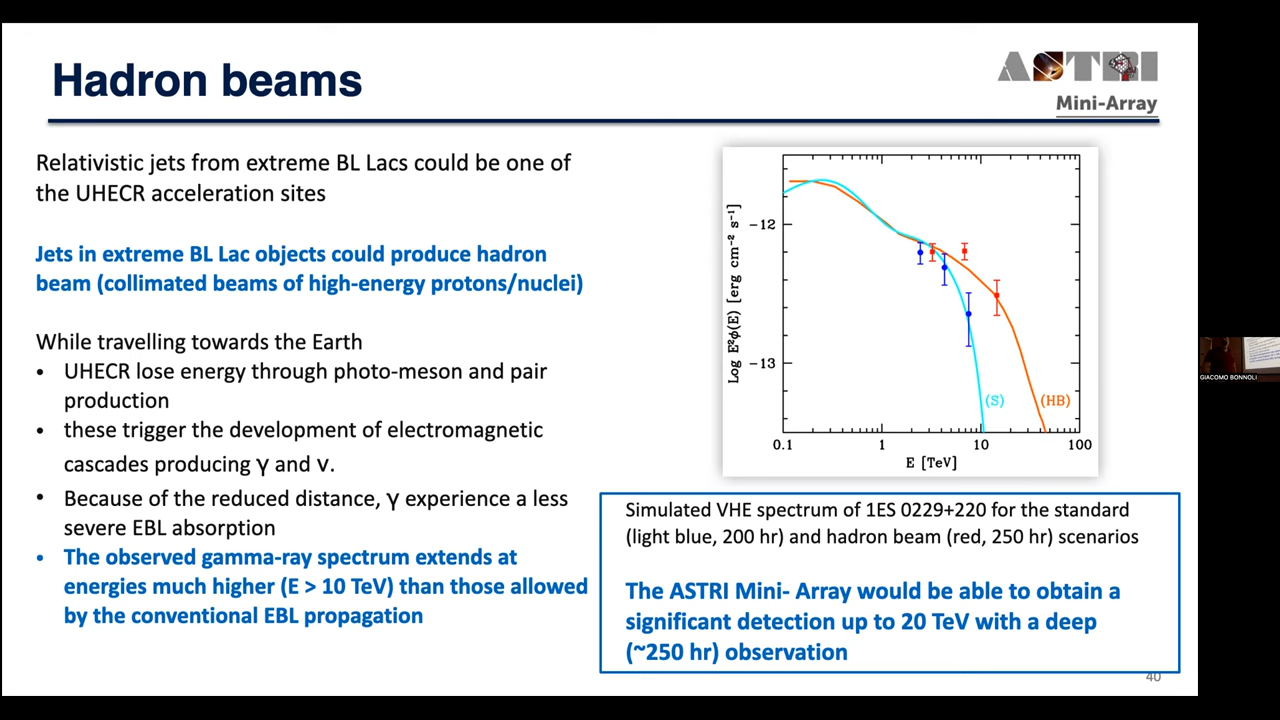 Hadron beams
ASTRI
Mini-Array
Relativistic jets from extreme BL Lacs could be one of
the UHECR acceleration sites
Jets in extreme BL Lac objects could produce hadron
beam (collimated beams of high-energy protons/nuclei)
While travelling towards the Earth
• UHECR lose energy through photo-meson and pair
production
• these trigger the development of electromagnetic
cascades producing γ and ν.
• Because of the reduced distance, γ experience a less
severe EBL absorption
• The observed gamma-ray spectrum extends at
energies much higher (E > 10 TeV) than those allowed
by the conventional EBL propagation
Log E²ϕ(E) [erg cm⁻² s⁻¹]
-12
-13
(S)
(HB)
0.1 1 10 100
E [TeV]
Simulated VHE spectrum of 1ES 0229+220 for the standard
(light blue, 200 hr) and hadron beam (red, 250 hr) scenarios
The ASTRI Mini- Array would be able to obtain a
significant detection up to 20 TeV with a deep
(~250 hr) observation
40
GIACOMO BONNOLI